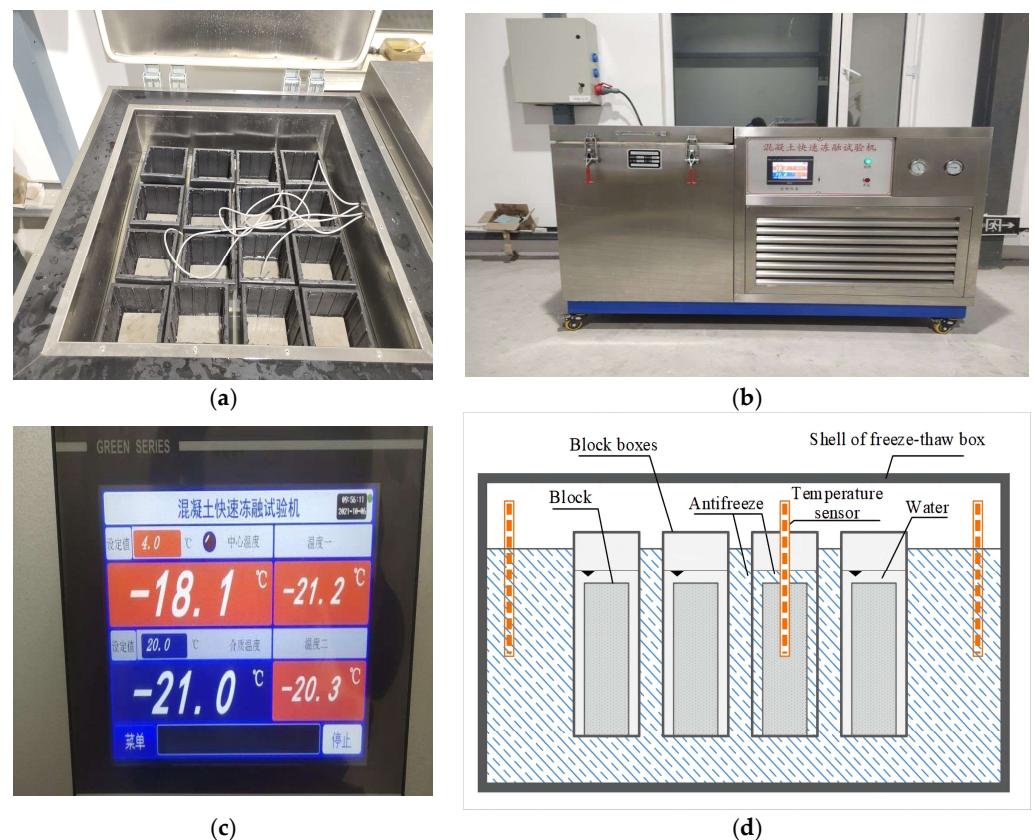 (a)
混凝土快速冻融试验机
(b)
GREEN SERIES
混凝土快速冻融试验机
09:56:11
2021-10-06
设定值 4.0 ℃ 中心温度 温度一
-18.1 ℃ -21.2 ℃
设定值 20.0 ℃ 介质温度 温度二
-21.0 ℃ -20.3 ℃
菜单 停止
(c)
Shell of freeze-thaw box
Block boxes
Block
Antifreeze
Temperature
sensor
Water
(d)